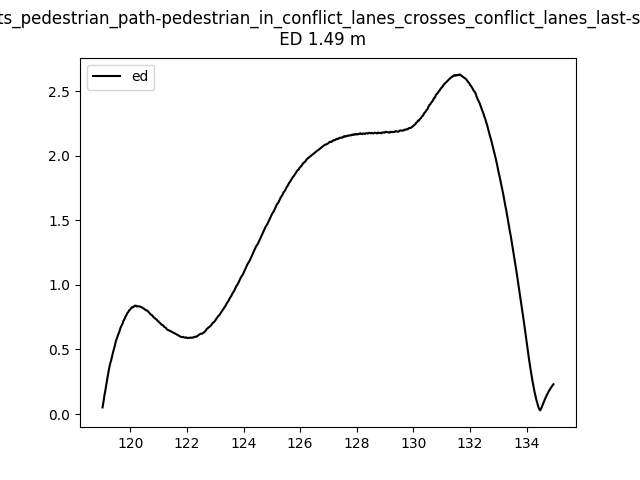 ts_pedestrian_path-pedestrian_in_conflict_lanes_crosses_conflict_lanes_last-s
ED 1.49 m
ed
2.5
2.0
1.5
1.0
0.5
0.0
120 122 124 126 128 130 132 134